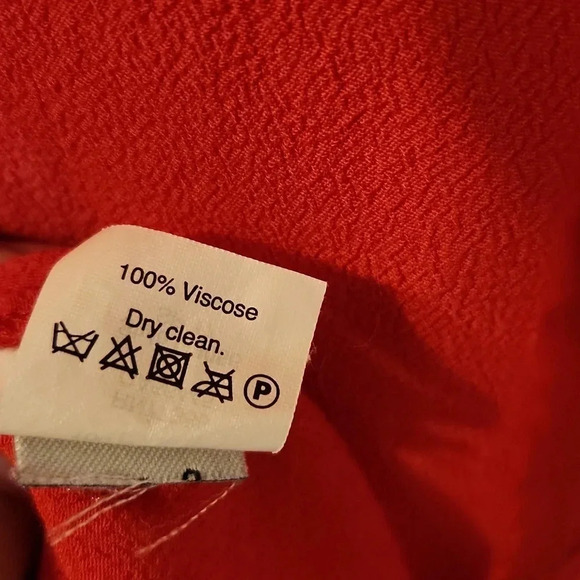 100% Viscose
Dry clean.
P